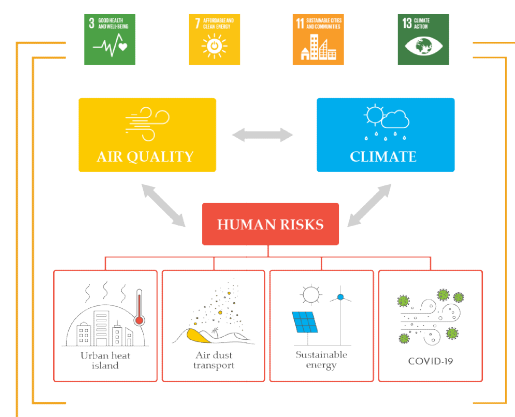 3 GOOD HEALTH
AND WELL-BEING
7 AFFORDABLE AND
CLEAN ENERGY
11 SUSTAINABLE CITIES
AND COMMUNITIES
13 CLIMATE
ACTION
AIR QUALITY
CLIMATE
HUMAN RISKS
Urban heat
island
Air dust
transport
Sustainable
energy
COVID-19